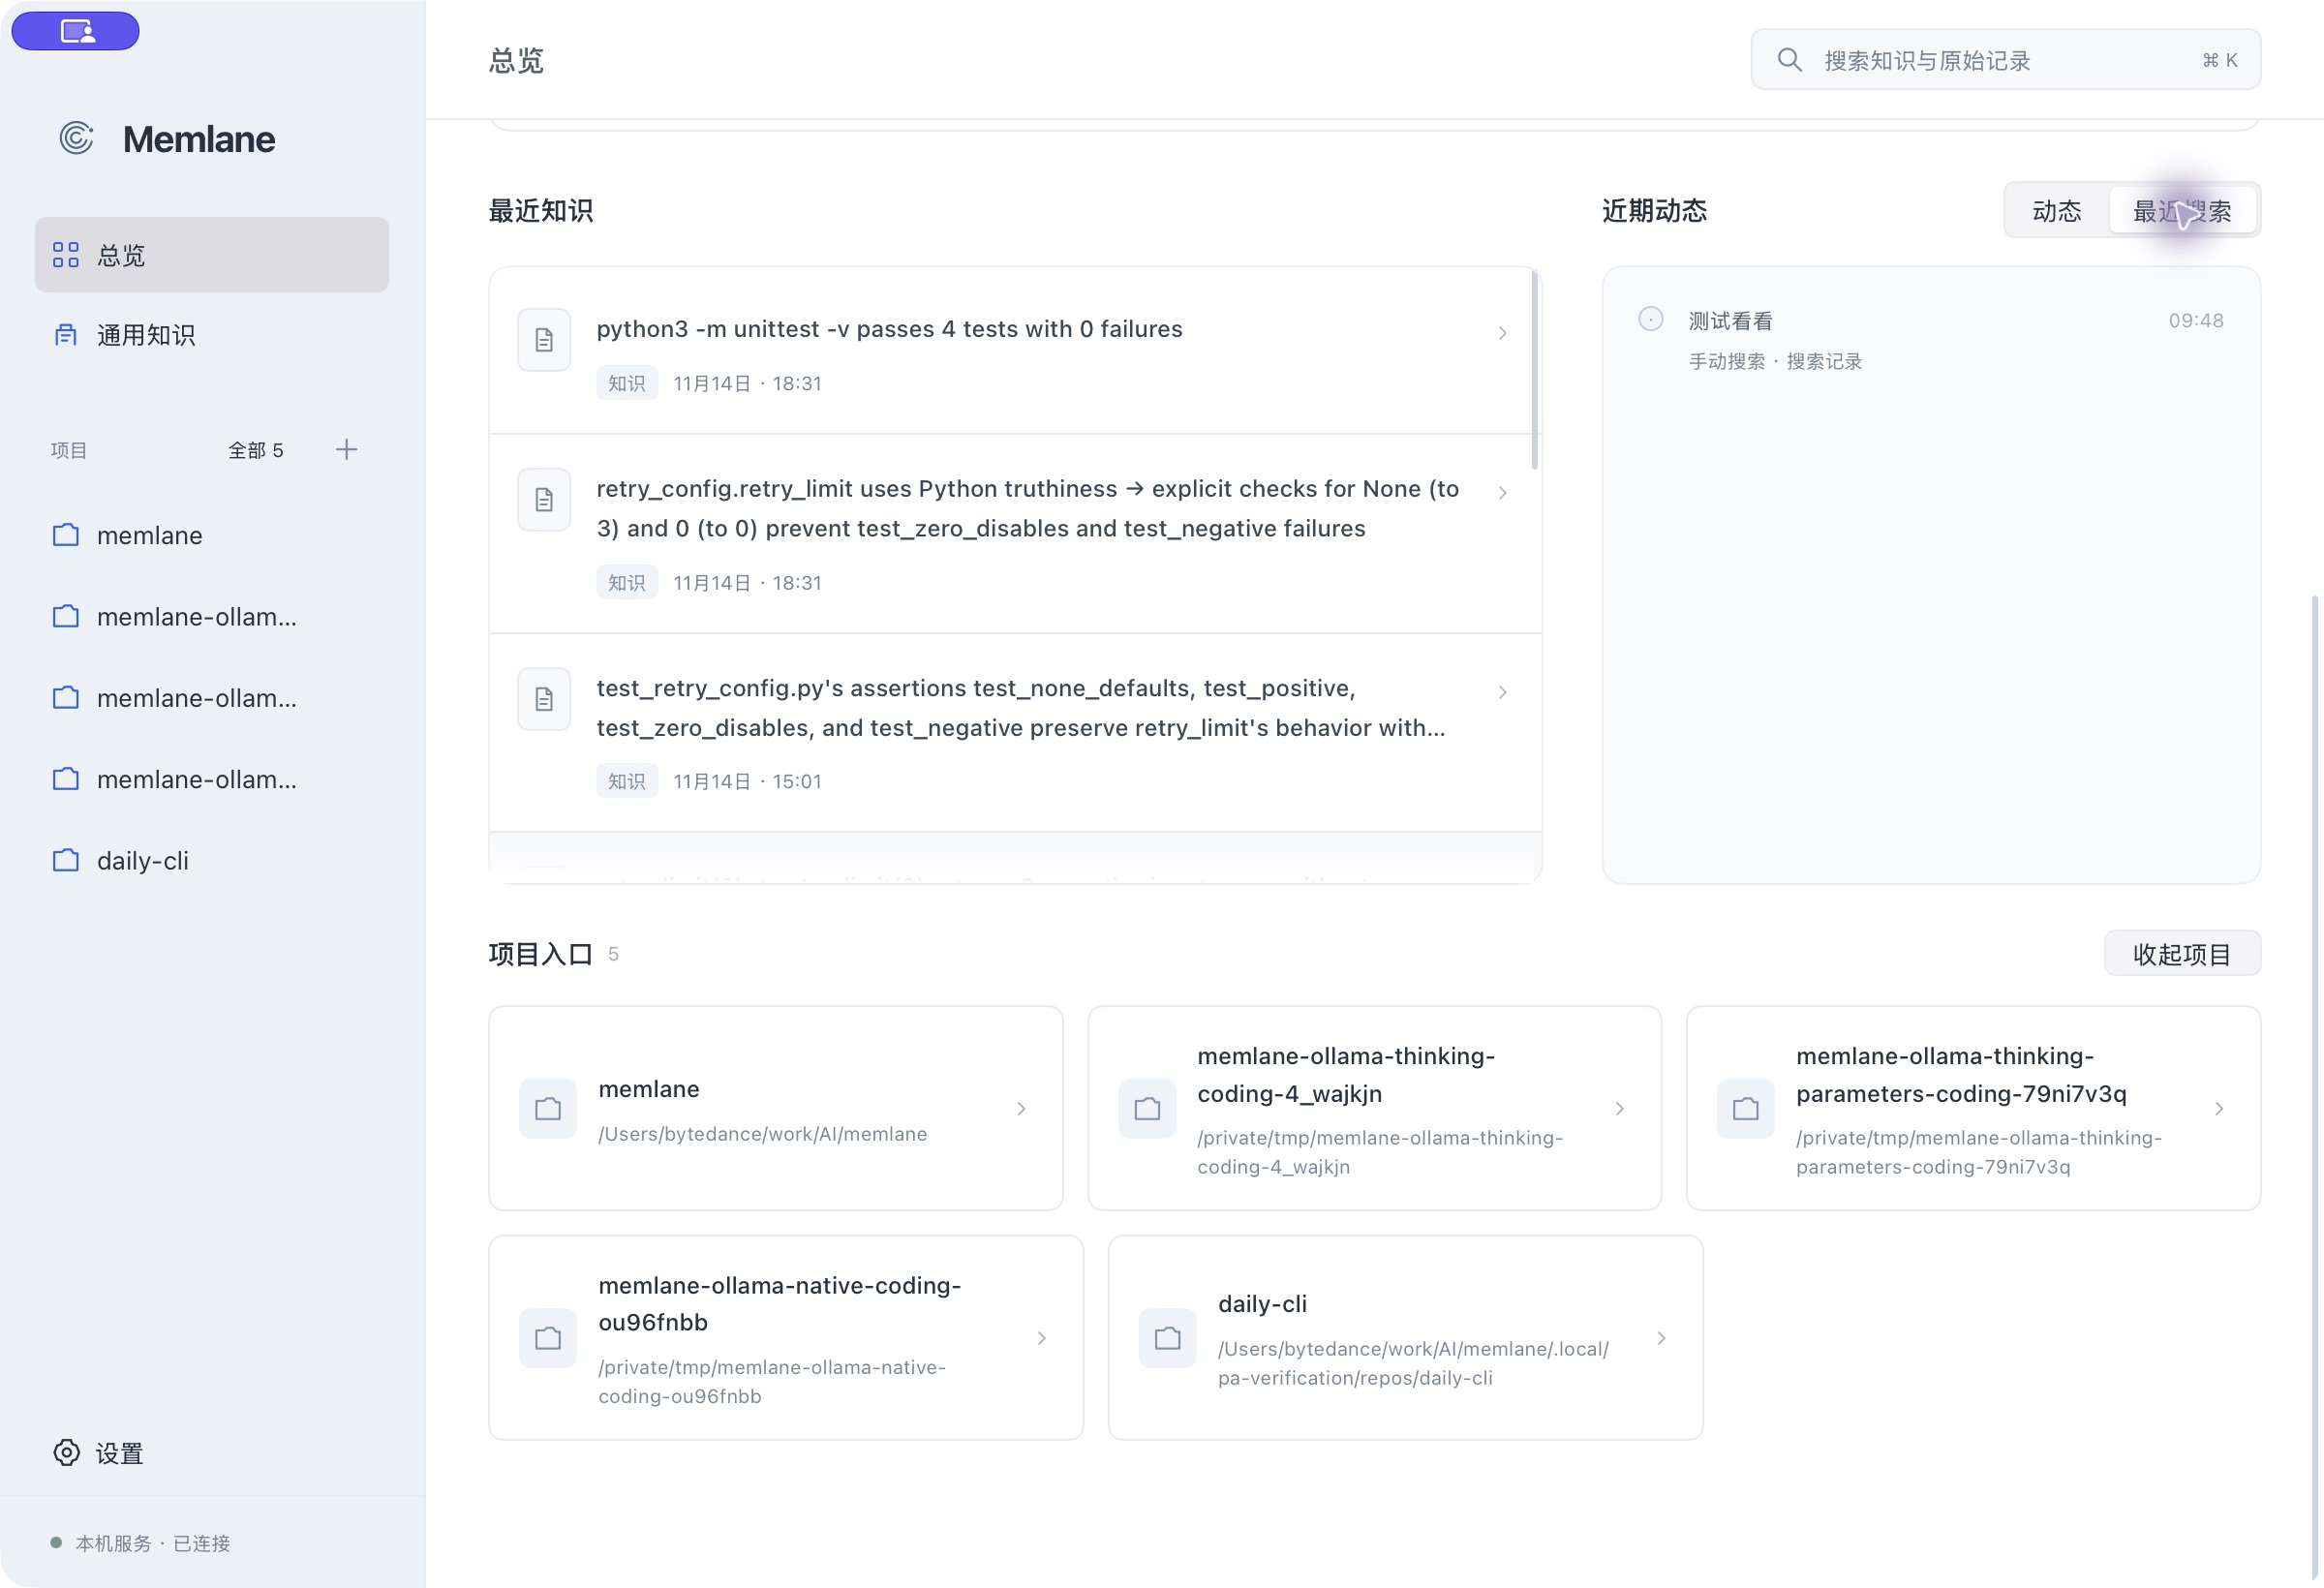 Memlane
总览
通用知识
项目
全部 5
memlane
memlane-ollam...
memlane-ollam...
memlane-ollam...
daily-cli
设置
本机服务 · 已连接
总览
搜索知识与原始记录
⌘ K
最近知识
python3 -m unittest -v passes 4 tests with 0 failures
知识 11月14日 · 18:31
retry_config.retry_limit uses Python truthiness → explicit checks for None (to
3) and 0 (to 0) prevent test_zero_disables and test_negative failures
知识 11月14日 · 18:31
test_retry_config.py's assertions test_none_defaults, test_positive,
test_zero_disables, and test_negative preserve retry_limit's behavior with...
知识 11月14日 · 15:01
近期动态
动态
最近搜索
测试看看
09:48
手动搜索 · 搜索记录
项目入口 5
收起项目
memlane
/Users/bytedance/work/AI/memlane
memlane-ollama-thinking-
coding-4_wajkjn
/private/tmp/memlane-ollama-thinking-
coding-4_wajkjn
memlane-ollama-thinking-
parameters-coding-79ni7v3q
/private/tmp/memlane-ollama-thinking-
parameters-coding-79ni7v3q
memlane-ollama-native-coding-
ou96fnbb
/private/tmp/memlane-ollama-native-
coding-ou96fnbb
daily-cli
/Users/bytedance/work/AI/memlane/.local/
pa-verification/repos/daily-cli